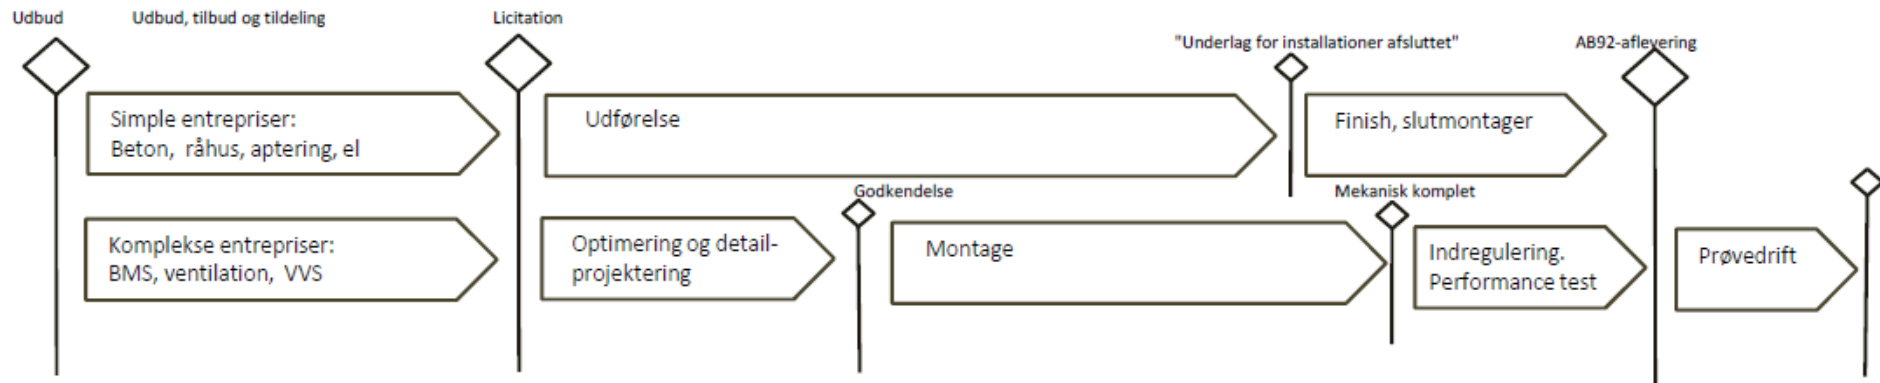 Udbud
Udbud, tilbud og tildeling
Licitation
"Underlag for installationer afsluttet"
AB92-aflevering
Simple entrepriser:
Beton, råhus, aptering, el
Udførelse
Finish, slutmontager
Godkendelse
Mekanisk komplet
Komplekse entrepriser:
BMS, ventilation, VVS
Optimering og detail-
projektering
Montage
Indregulering.
Performance test
Prøvedrift